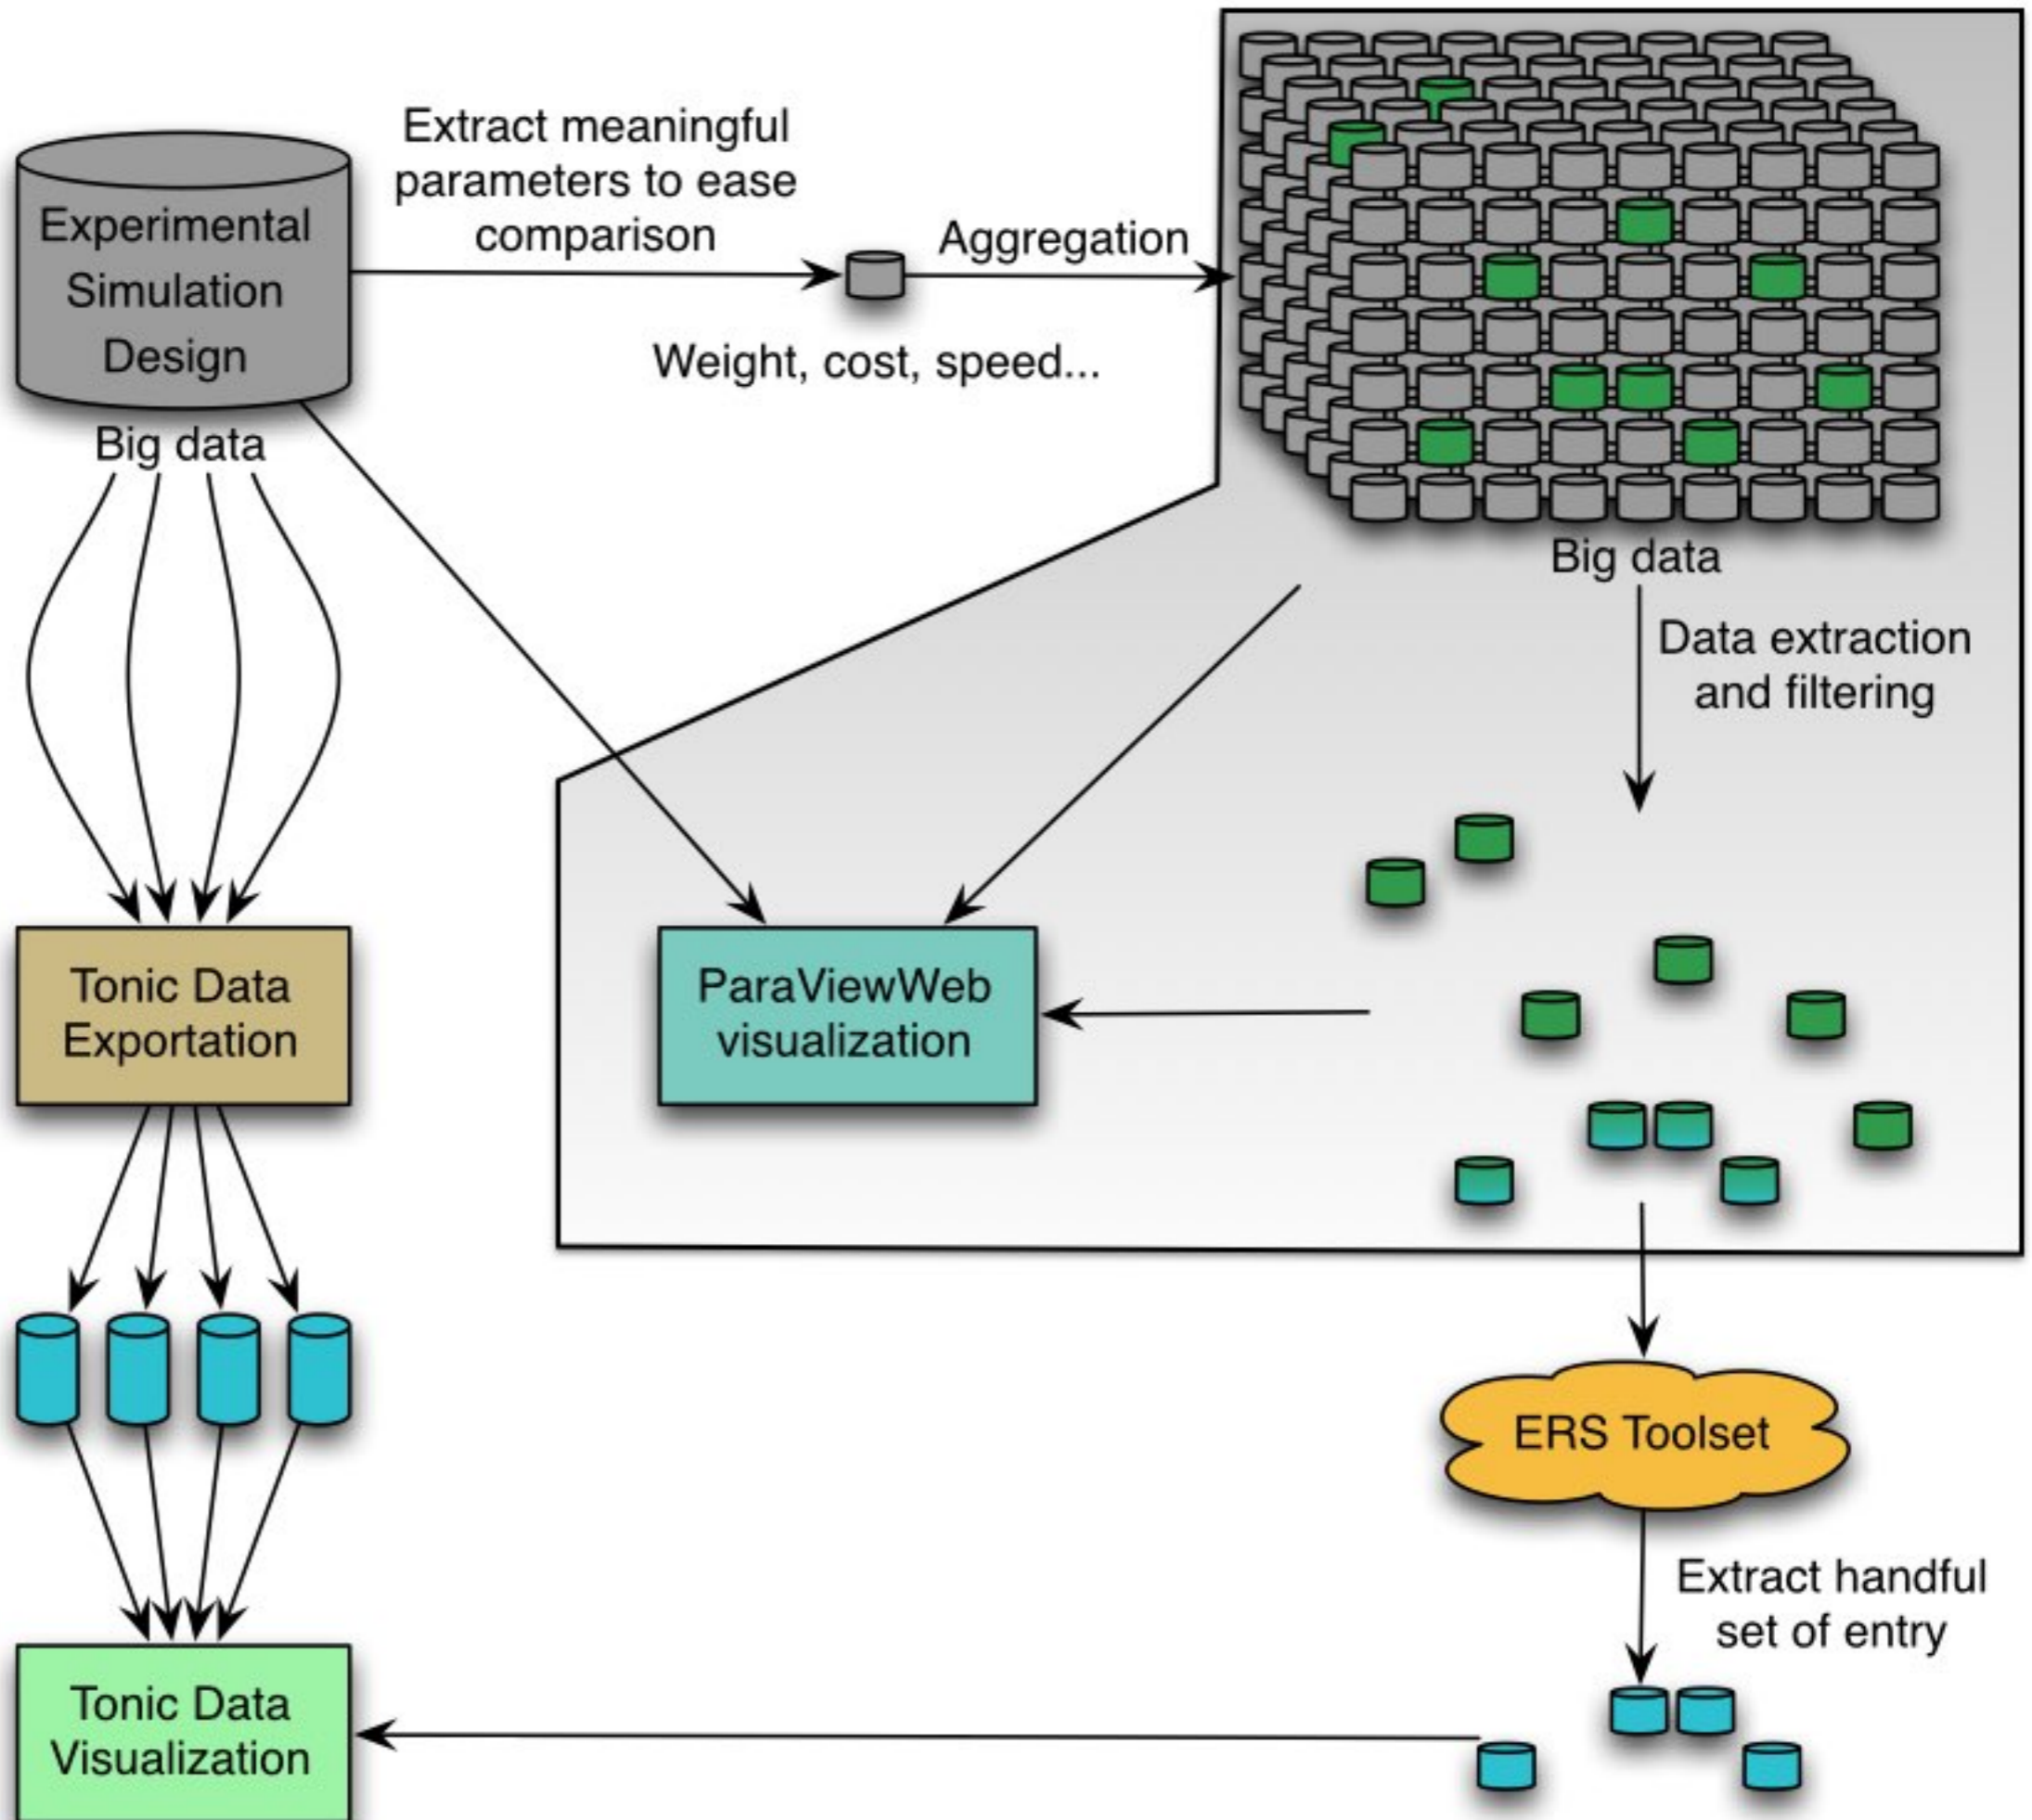 Extract meaningful
parameters to ease
comparison
Experimental
Simulation
Design
Aggregation
Weight, cost, speed...
Big data
Big data
Data extraction
and filtering
Tonic Data
Exportation
ParaViewWeb
visualization
ERS Toolset
Extract handful
set of entry
Tonic Data
Visualization